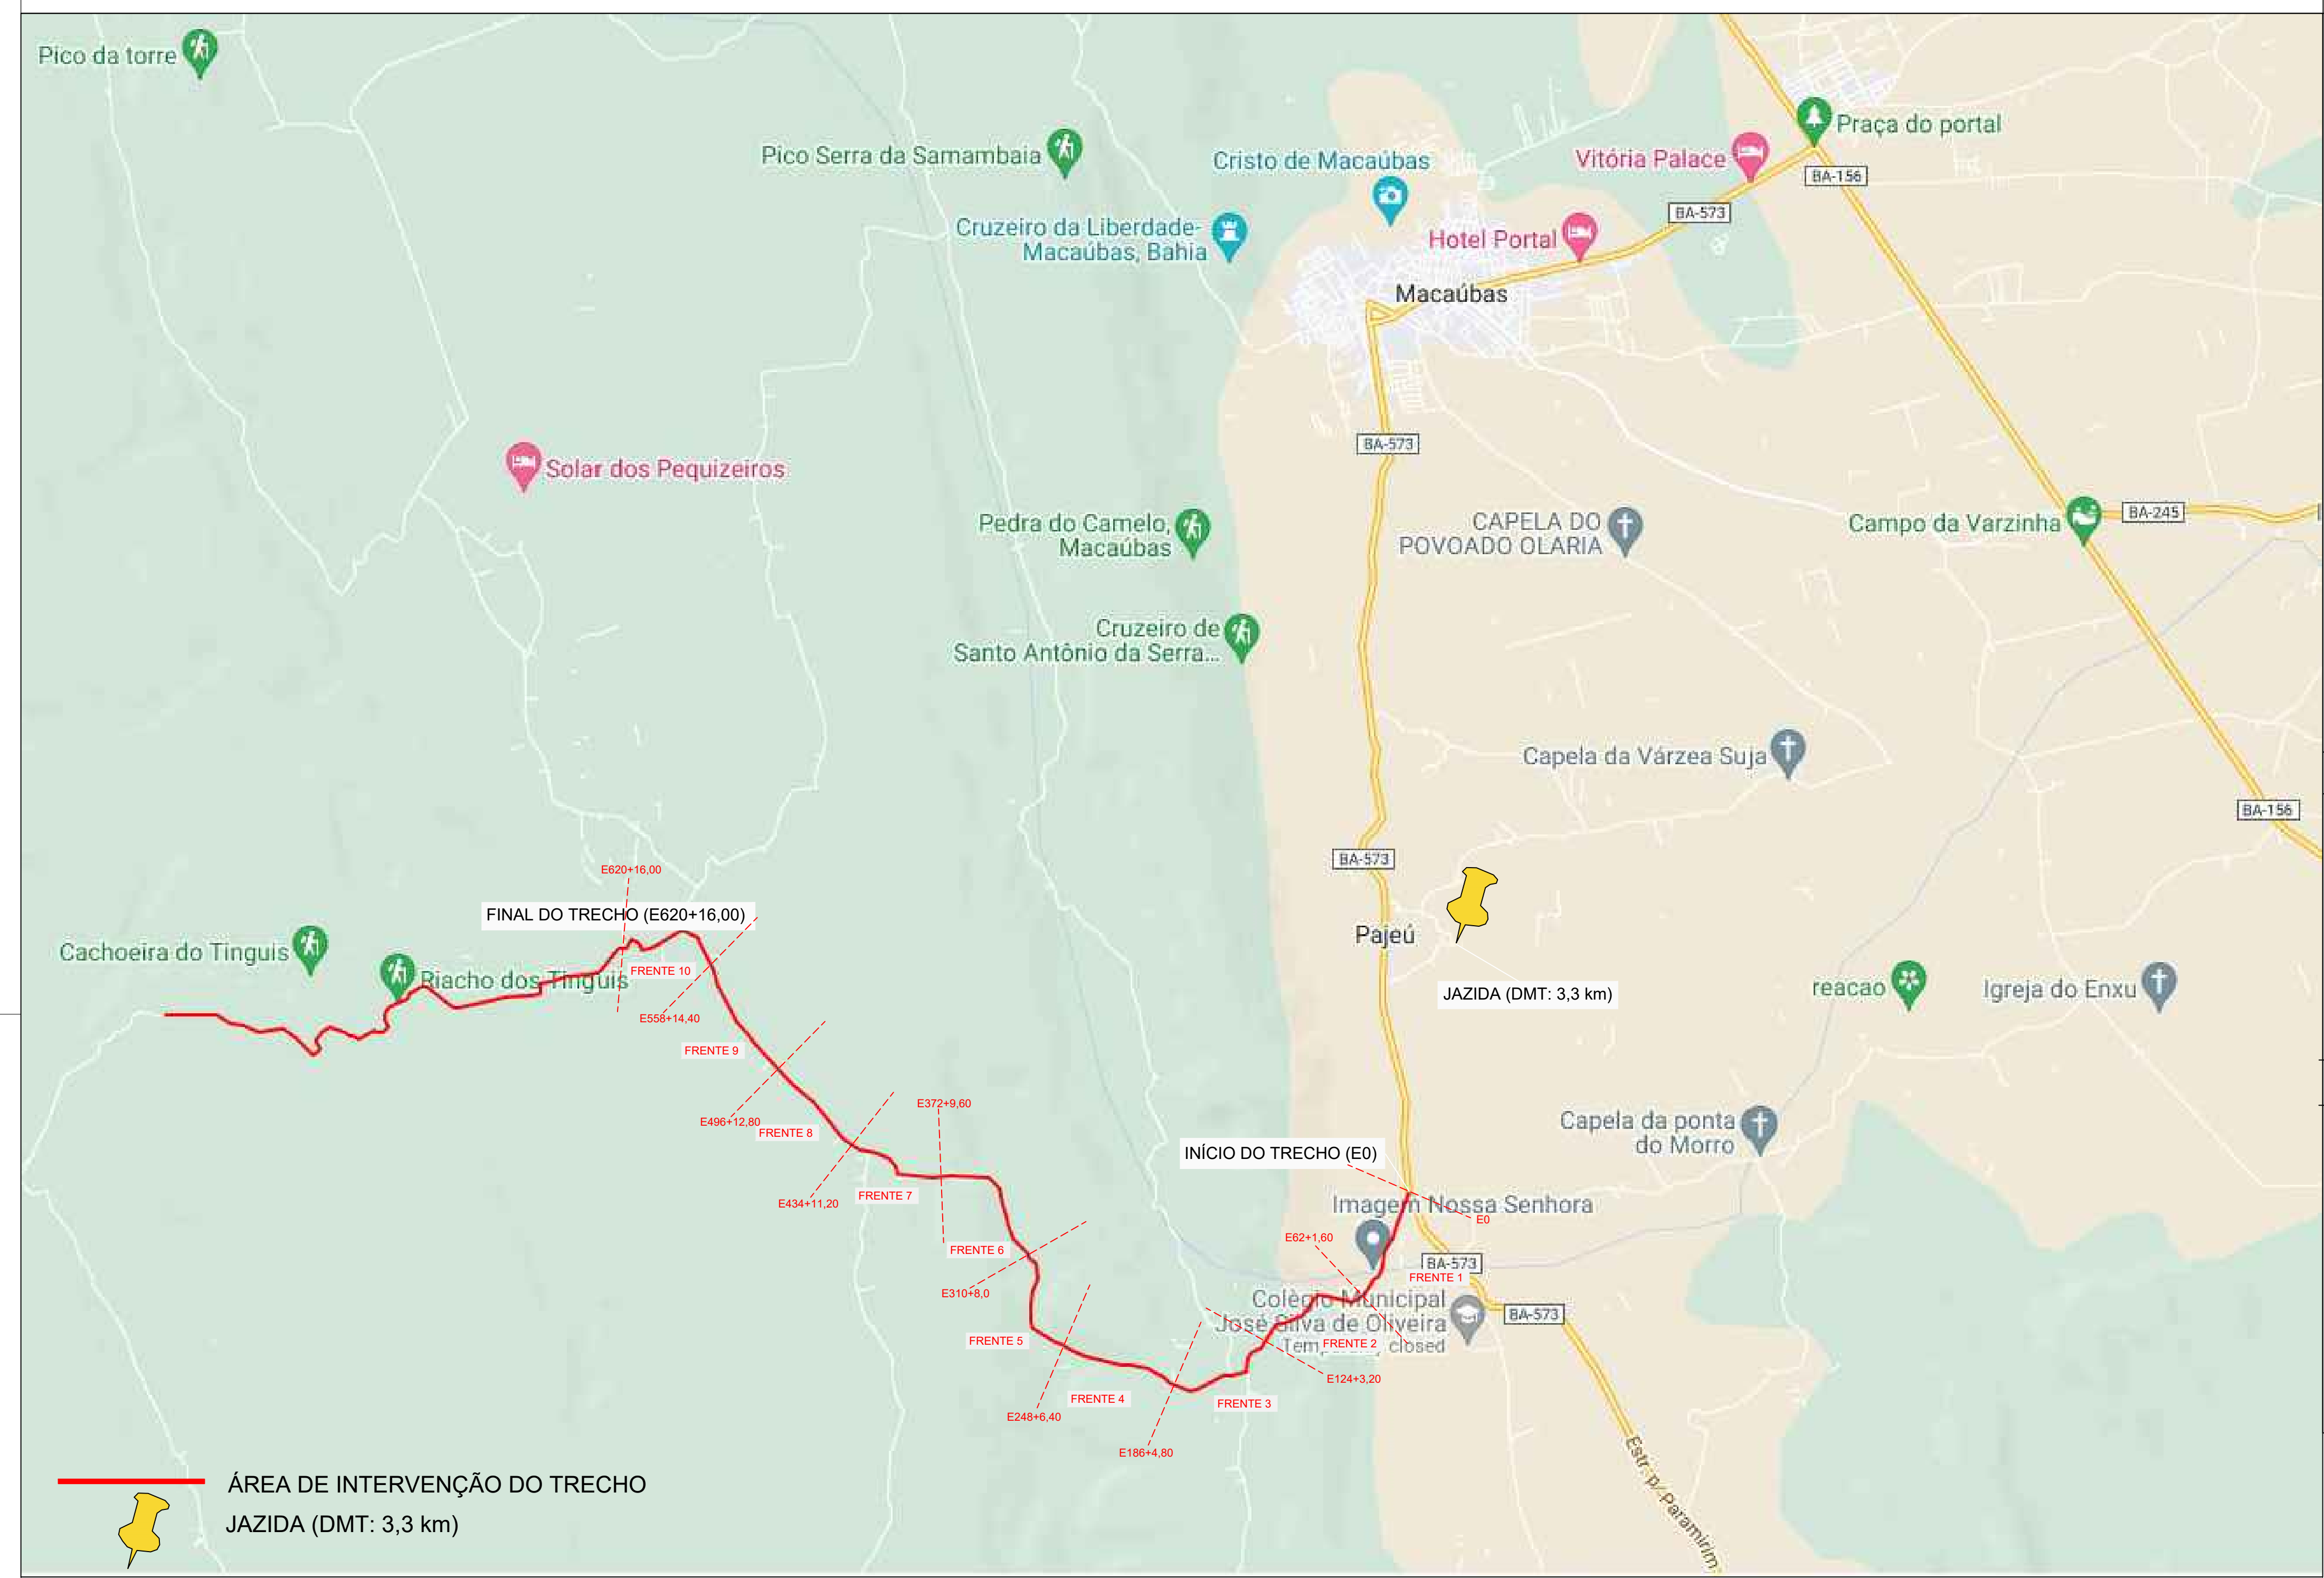 Pico da torre
Praça do portal
Pico Serra da Samambaia
Cristo de Macaúbas
Vitória Palace
BA-156
BA-573
Cruzeiro da Liberdade-
Macaúbas, Bahia
Hotel Portal
Macaúbas
BA-573
Solar dos Pequizeiros
Pedra do Camelo,
Macaúbas
CAPELA DO
POVOADO OLARIA
Campo da Varzinha
BA-245
Cruzeiro de
Santo Antônio da Serra...
Capela da Várzea Suja
BA-156
BA-573
E620+16,00
FINAL DO TRECHO (E620+16,00)
Pajeú
Cachoeira do Tinguis
Riacho dos Tinguis
FRENTE 10
JAZIDA (DMT: 3,3 km)
reacao
Igreja do Enxu
E558+14,40
FRENTE 9
E372+9,60
E496+12,80
FRENTE 8
Capela da ponta
do Morro
INÍCIO DO TRECHO (E0)
E434+11,20
FRENTE 7
Imagem Nossa Senhora
E0
E62+1,60
FRENTE 6
BA-573
FRENTE 1
E310+8,0
Colègio Municipal
José Silva de Oliveira
BA-573
FRENTE 5
FRENTE 2
closed
E124+3,20
FRENTE 4
FRENTE 3
E248+6,40
E186+4,80
Estr. p/ Paramirim
ÁREA DE INTERVENÇÃO DO TRECHO
JAZIDA (DMT: 3,3 km)